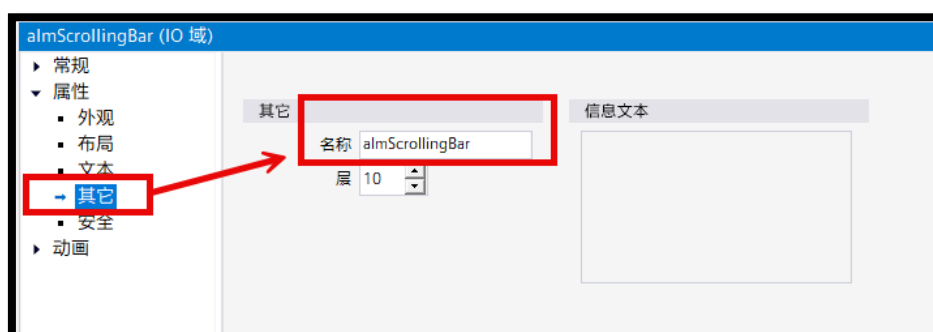 almScrollingBar (IO 域)
常规
属性
外观
布局
文本
其它
安全
动画
其它
名称 almScrollingBar
层 10
信息文本